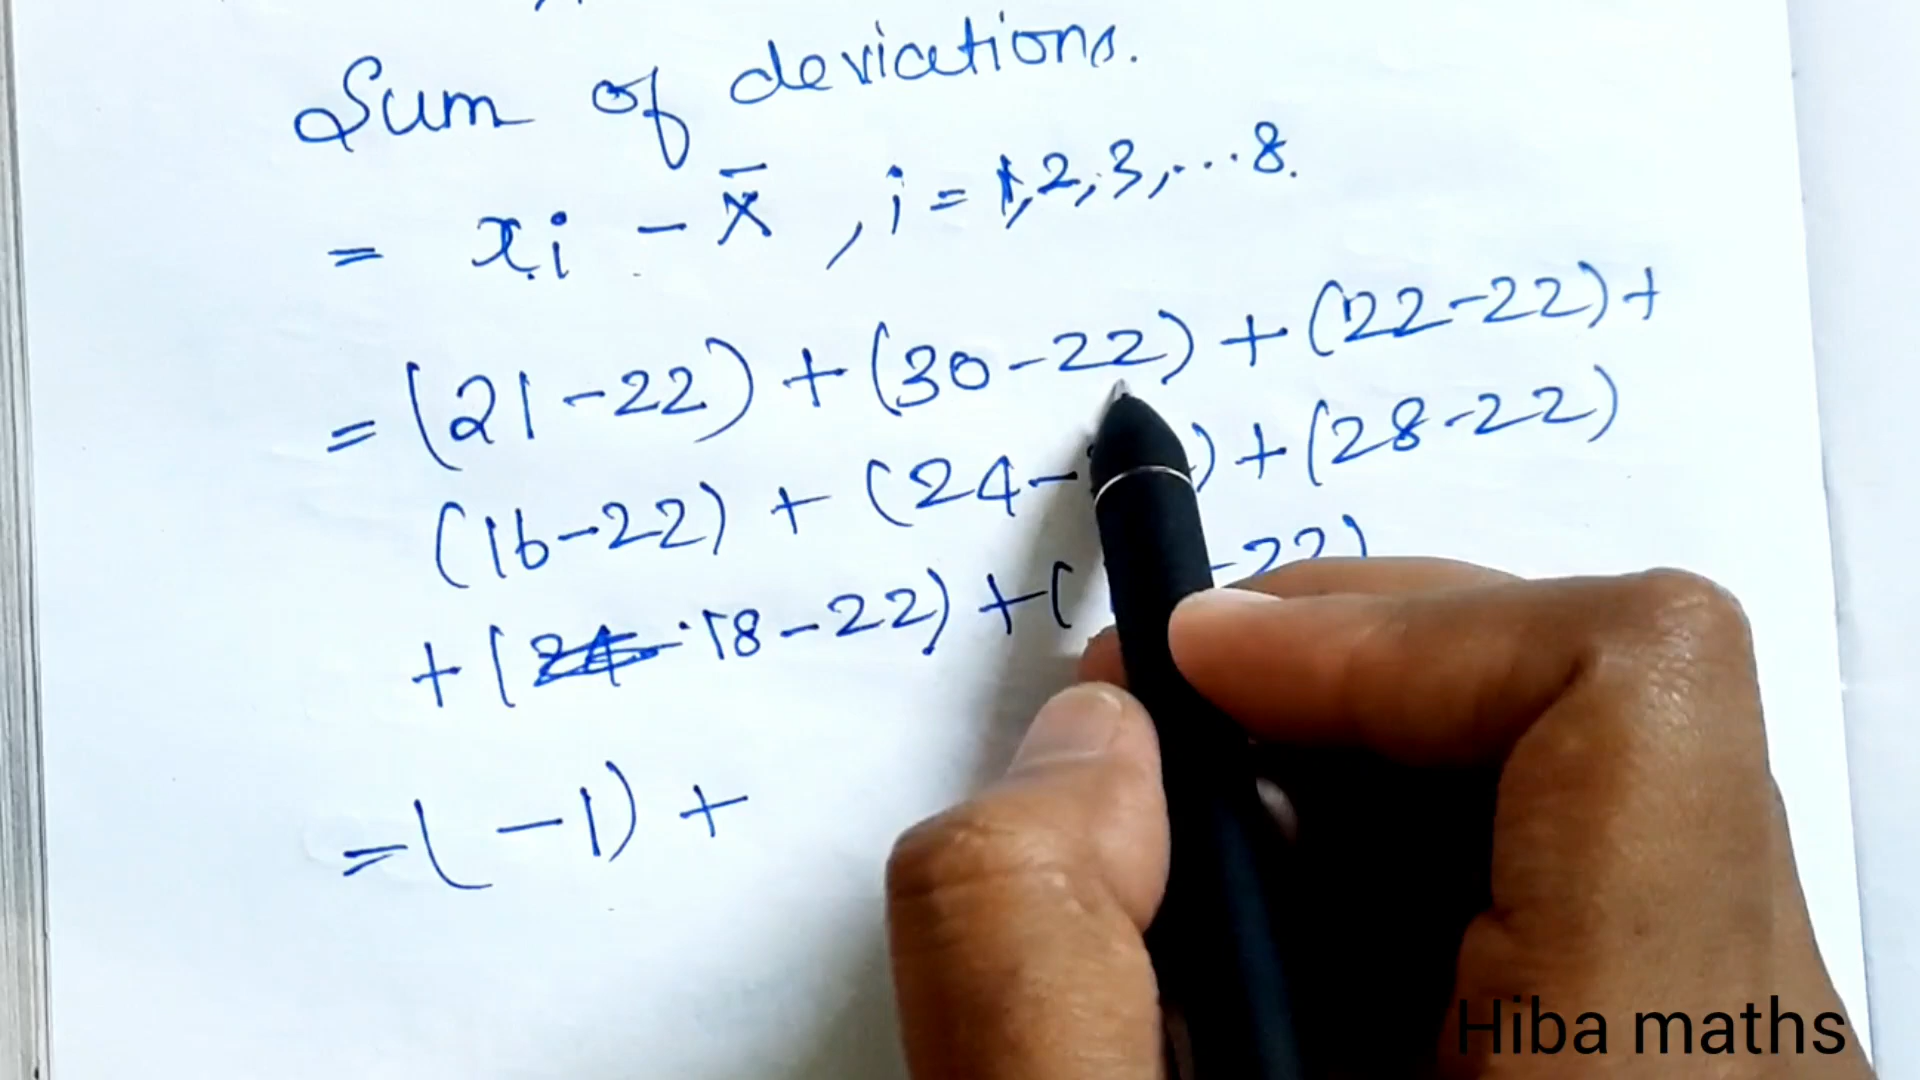 Sum of deviations.
= xi - x̄ , i = 1,2,3,...8.
= (21-22) + (30-22) + (22-22) +
(16-22) + (24- ) + (28-22)
+ ( 18-22) + ( -22)
= (-1) +
Hiba maths